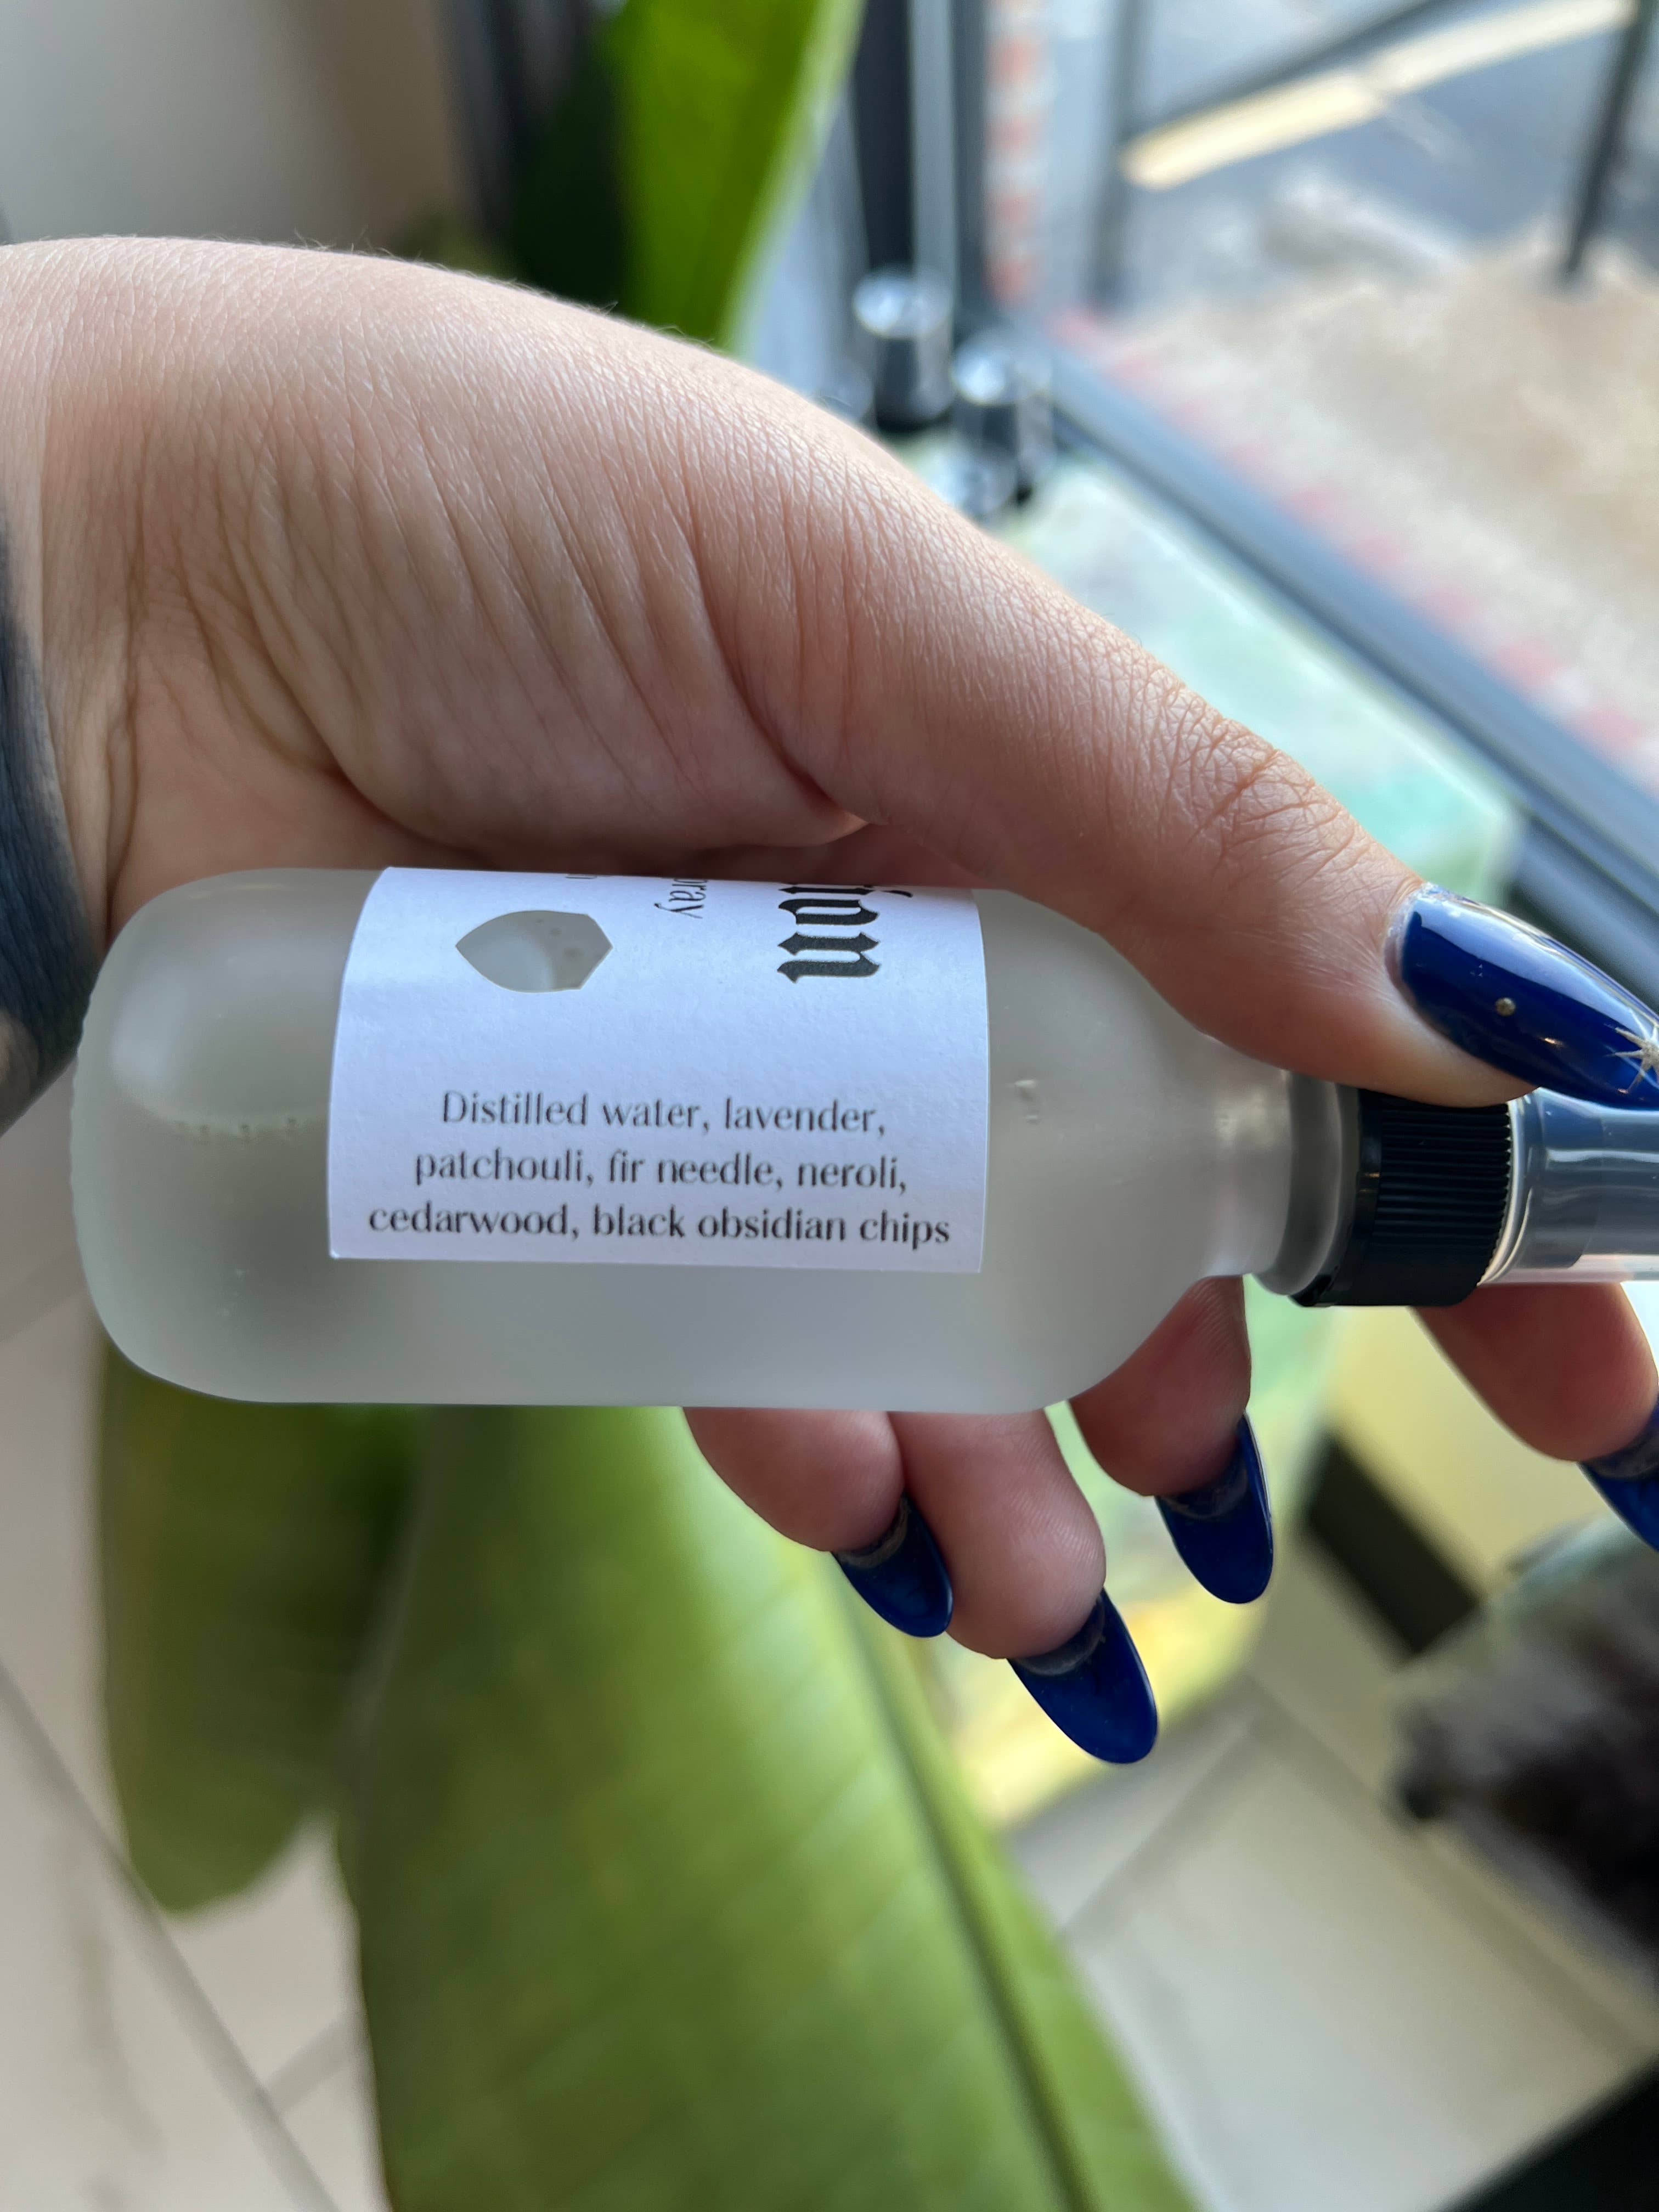 Distilled water, lavender,
patchouli, fir needle, neroli,
cedarwood, black obsidian chips